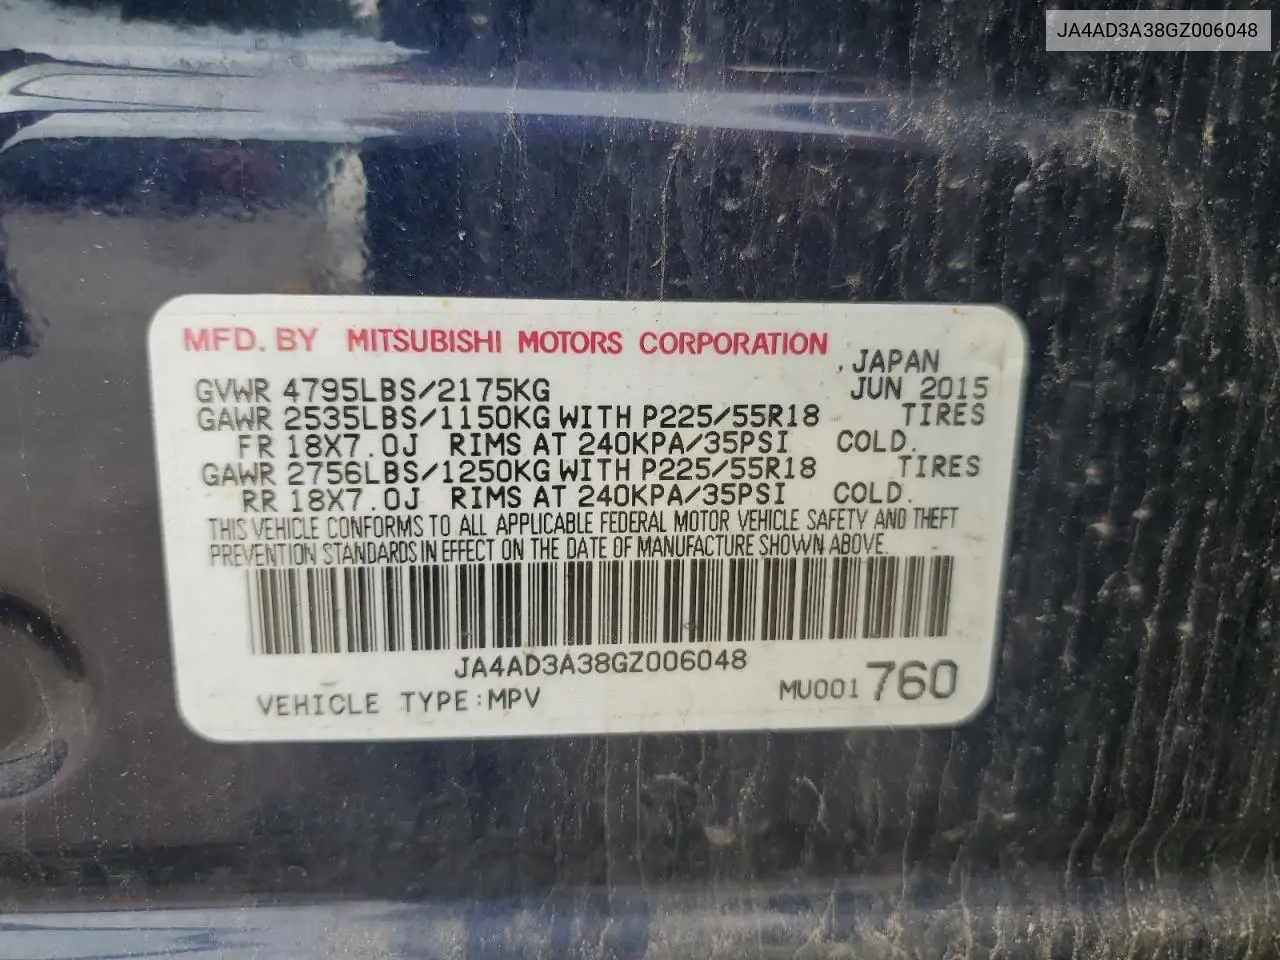 JA4AD3A38GZ006048
MFD. BY MITSUBISHI MOTORS CORPORATION
JAPAN
GVWR 4795LBS/2175KG JUN 2015
GAWR 2535LBS/1150KG WITH P225/55R18 TIRES
FR 18X7.0J RIMS AT 240KPA/35PSI COLD.
GAWR 2756LBS/1250KG WITH P225/55R18 TIRES
RR 18X7.0J RIMS AT 240KPA/35PSI COLD.
THIS VEHICLE CONFORMS TO ALL APPLICABLE FEDERAL MOTOR VEHICLE SAFETY AND THEFT
PREVENTION STANDARDS IN EFFECT ON THE DATE OF MANUFACTURE SHOWN ABOVE.
JA4AD3A38GZ006048
VEHICLE TYPE:MPV MU001760